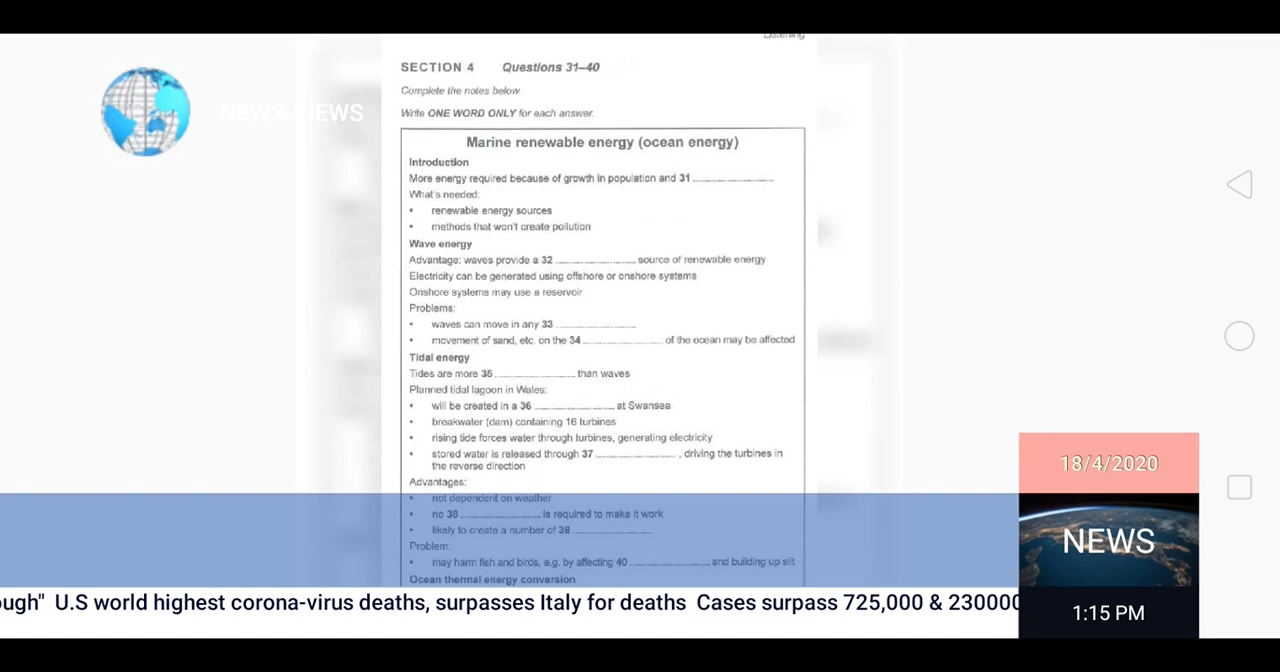 Listening
SECTION 4 Questions 31–40
Complete the notes below.
Write ONE WORD ONLY for each answer.
NEWS-VIEWS
Marine renewable energy (ocean energy)
Introduction
More energy required because of growth in population and 31 ....................
What's needed:
• renewable energy sources
• methods that won't create pollution
Wave energy
Advantage: waves provide a 32 .................... source of renewable energy
Electricity can be generated using offshore or onshore systems
Onshore systems may use a reservoir
Problems:
• waves can move in any 33 ....................
• movement of sand, etc. on the 34 .................... of the ocean may be affected
Tidal energy
Tides are more 35 .................... than waves
Planned tidal lagoon in Wales:
• will be created in a 36 .................... at Swansea
• breakwater (dam) containing 16 turbines
• rising tide forces water through turbines, generating electricity
• stored water is released through 37 .................... , driving the turbines in
the reverse direction
Advantages:
• not dependent on weather
• no 38 .................... is required to make it work
• likely to create a number of 39 ....................
Problem:
• may harm fish and birds, e.g. by affecting 40 .................... and building up silt
Ocean thermal energy conversion
18/4/2020
NEWS
1:15 PM
ough" U.S world highest corona-virus deaths, surpasses Italy for deaths Cases surpass 725,000 & 230000